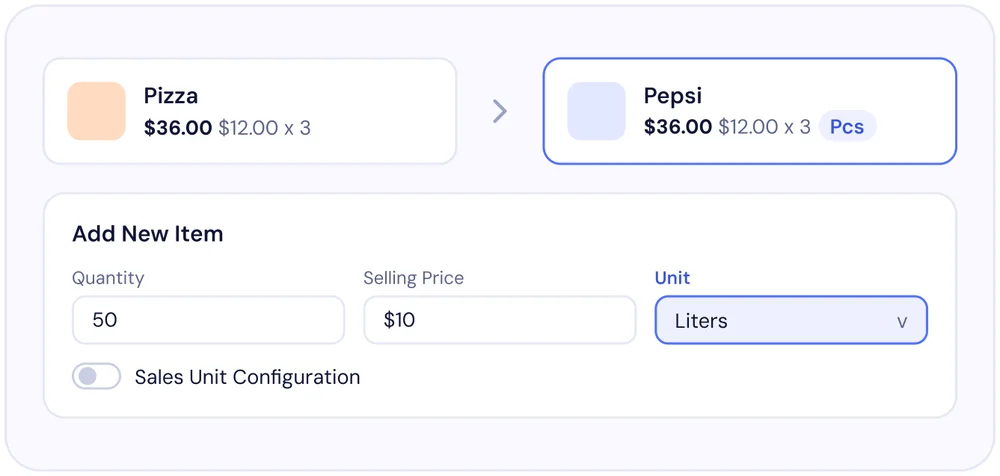 Pizza
$36.00 $12.00 x 3
Pepsi
$36.00 $12.00 x 3 Pcs
Add New Item
Quantity
50
Selling Price
$10
Unit
Liters v
Sales Unit Configuration